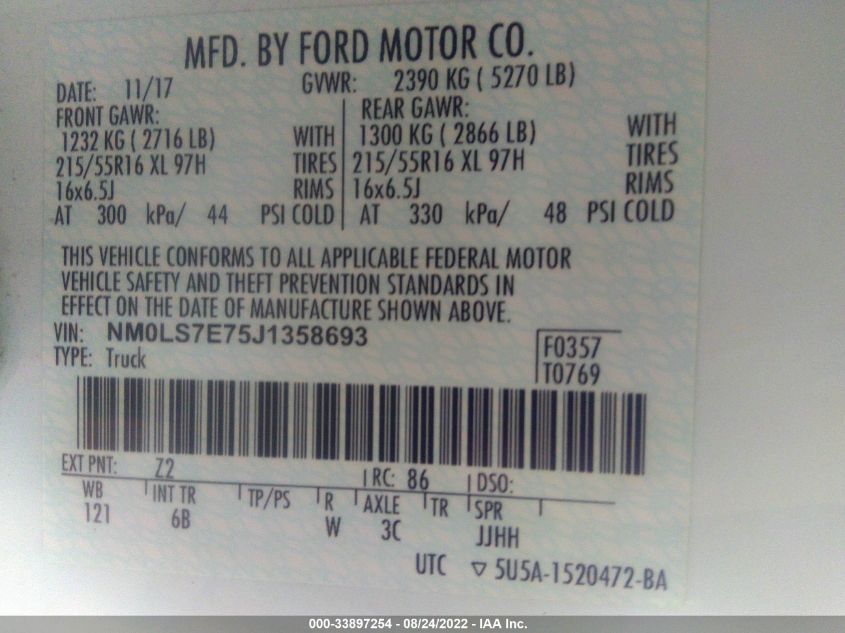 MFD. BY FORD MOTOR CO.
DATE: 11/17 GVWR: 2390 KG ( 5270 LB)
FRONT GAWR: REAR GAWR:
1232 KG ( 2716 LB) WITH 1300 KG ( 2866 LB) WITH
215/55R16 XL 97H TIRES 215/55R16 XL 97H TIRES
16x6.5J RIMS 16x6.5J RIMS
AT 300 kPa/ 44 PSI COLD AT 330 kPa/ 48 PSI COLD
THIS VEHICLE CONFORMS TO ALL APPLICABLE FEDERAL MOTOR
VEHICLE SAFETY AND THEFT PREVENTION STANDARDS IN
EFFECT ON THE DATE OF MANUFACTURE SHOWN ABOVE.
VIN: NM0LS7E75J1358693
TYPE: Truck
F0357
T0769
EXT PNT: Z2 RC: 86 DSO:
WB INT TR TP/PS R AXLE TR SPR
121 6B W 3C JJHH
UTC ▽ 5U5A-1520472-BA
000-33897254 - 08/24/2022 - IAA Inc.